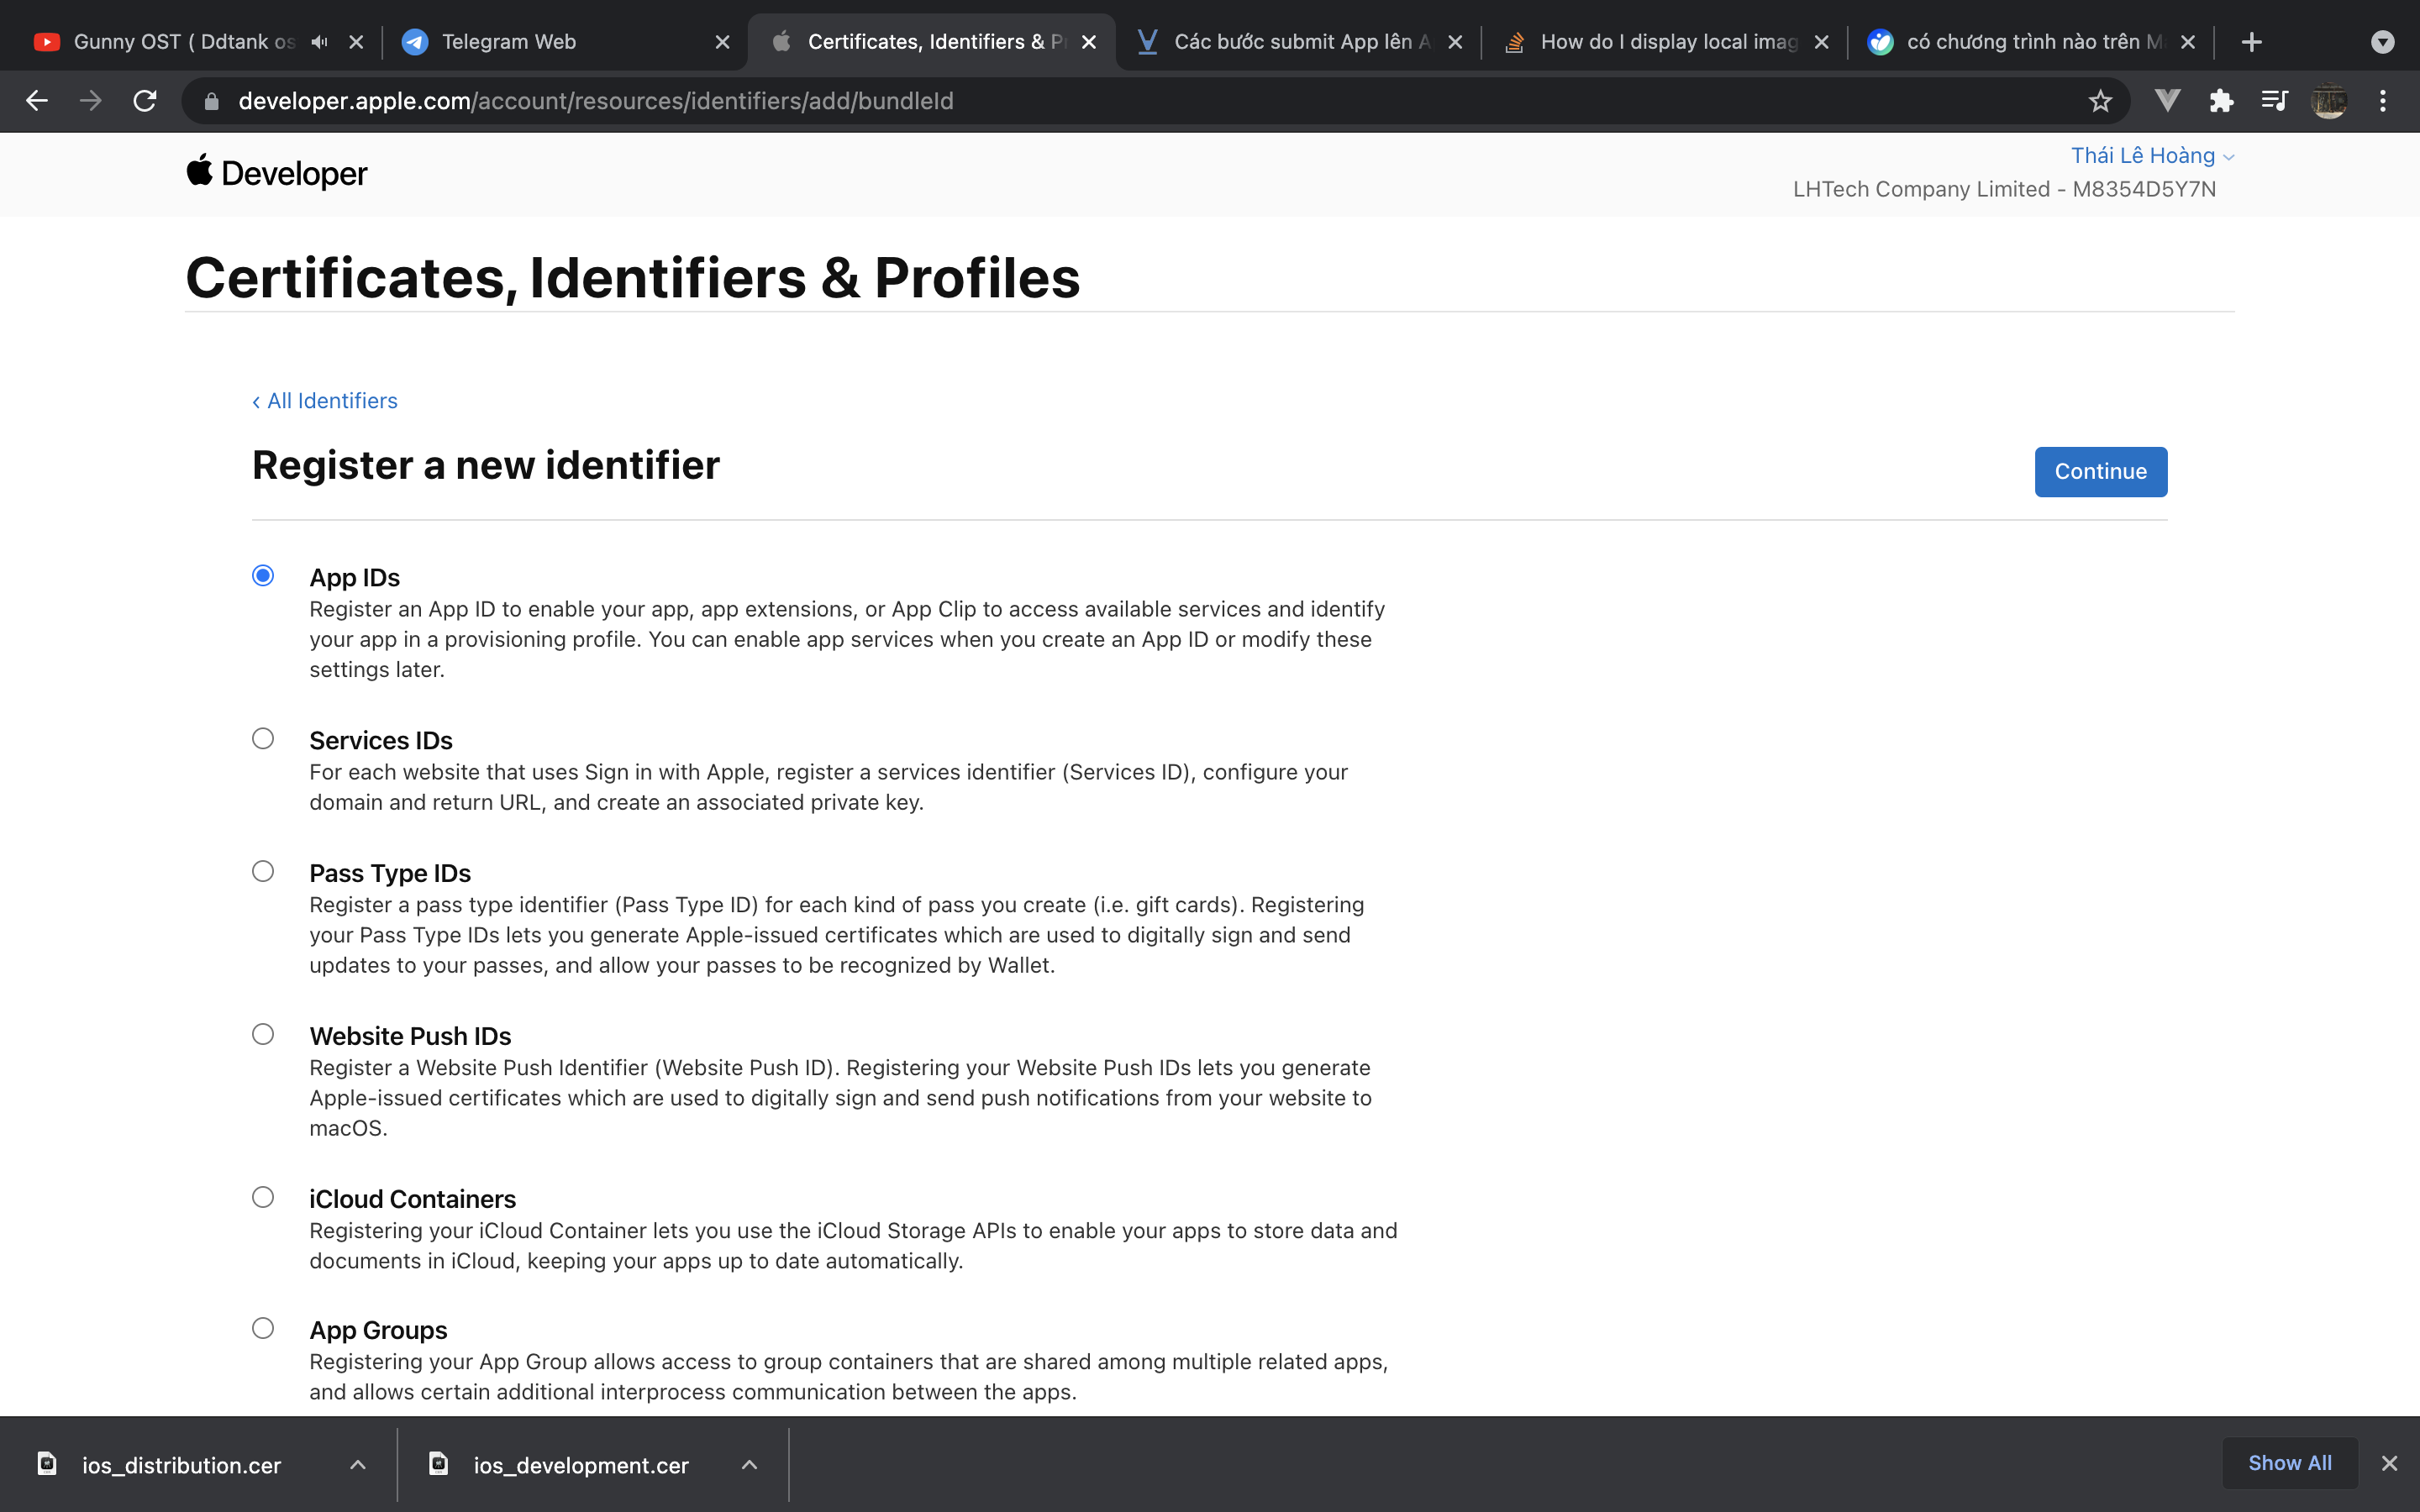 Gunny OST ( Ddtank os
Telegram Web
Certificates, Identifiers & P
Các bước submit App lên A
How do I display local imag
có chương trình nào trên M
developer.apple.com/account/resources/identifiers/add/bundleId
Developer
Thái Lê Hoàng
LHTech Company Limited - M8354D5Y7N
Certificates, Identifiers & Profiles
‹ All Identifiers
Register a new identifier
Continue
App IDs
Register an App ID to enable your app, app extensions, or App Clip to access available services and identify
your app in a provisioning profile. You can enable app services when you create an App ID or modify these
settings later.
Services IDs
For each website that uses Sign in with Apple, register a services identifier (Services ID), configure your
domain and return URL, and create an associated private key.
Pass Type IDs
Register a pass type identifier (Pass Type ID) for each kind of pass you create (i.e. gift cards). Registering
your Pass Type IDs lets you generate Apple-issued certificates which are used to digitally sign and send
updates to your passes, and allow your passes to be recognized by Wallet.
Website Push IDs
Register a Website Push Identifier (Website Push ID). Registering your Website Push IDs lets you generate
Apple-issued certificates which are used to digitally sign and send push notifications from your website to
macOS.
iCloud Containers
Registering your iCloud Container lets you use the iCloud Storage APIs to enable your apps to store data and
documents in iCloud, keeping your apps up to date automatically.
App Groups
Registering your App Group allows access to group containers that are shared among multiple related apps,
and allows certain additional interprocess communication between the apps.
ios_distribution.cer
ios_development.cer
Show All